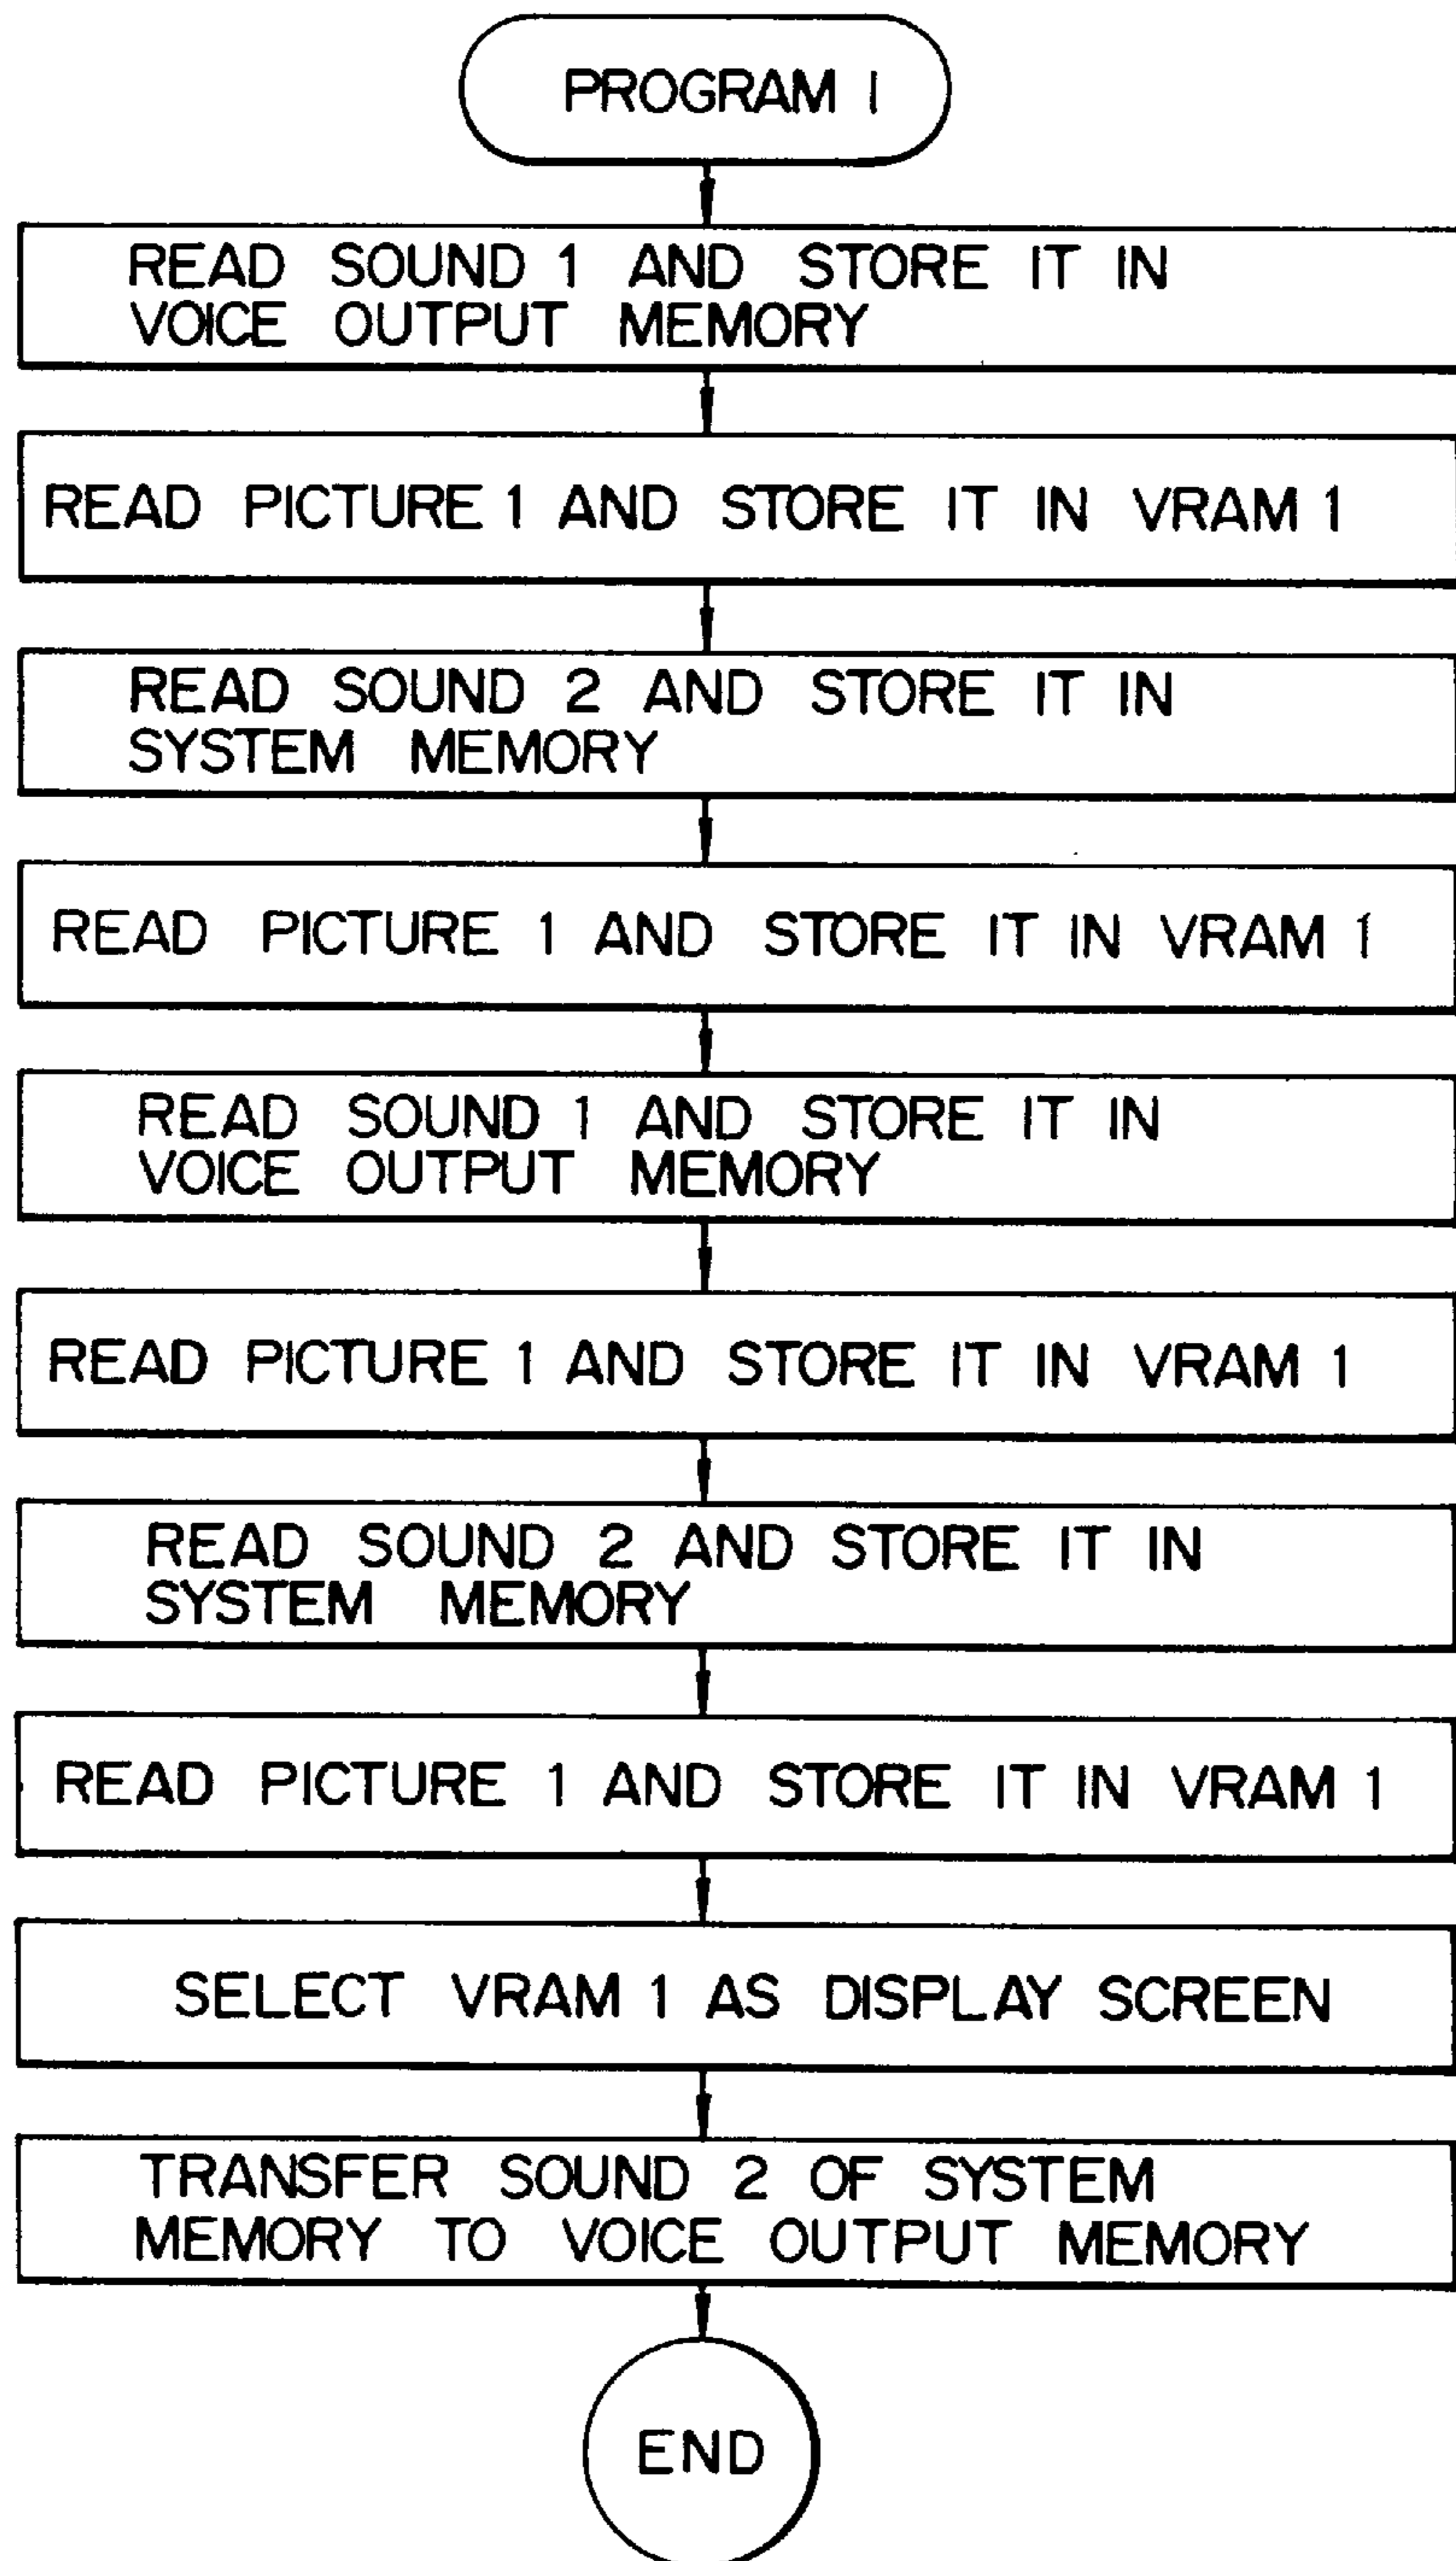 PROGRAM 1
READ SOUND 1 AND STORE IT IN
VOICE OUTPUT MEMORY
READ PICTURE 1 AND STORE IT IN VRAM 1
READ SOUND 2 AND STORE IT IN
SYSTEM MEMORY
READ PICTURE 1 AND STORE IT IN VRAM 1
READ SOUND 1 AND STORE IT IN
VOICE OUTPUT MEMORY
READ PICTURE 1 AND STORE IT IN VRAM 1
READ SOUND 2 AND STORE IT IN
SYSTEM MEMORY
READ PICTURE 1 AND STORE IT IN VRAM 1
SELECT VRAM 1 AS DISPLAY SCREEN
TRANSFER SOUND 2 OF SYSTEM
MEMORY TO VOICE OUTPUT MEMORY
END